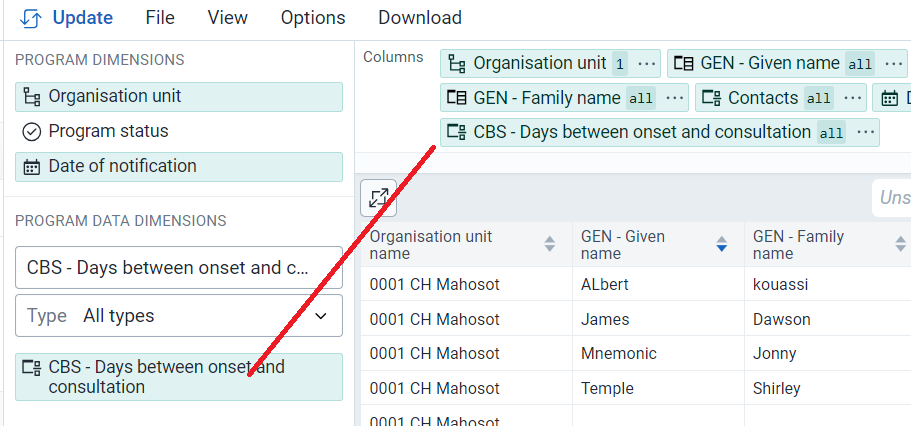 Update File View Options Download
PROGRAM DIMENSIONS
Organisation unit
Program status
Date of notification
PROGRAM DATA DIMENSIONS
CBS - Days between onset and c...
Type All types
CBS - Days between onset and
consultation
Columns
Organisation unit 1 ... GEN - Given name all ...
GEN - Family name all ... Contacts all ...
CBS - Days between onset and consultation all ...
Uns
Organisation unit
name
GEN - Given
name
GEN - Family
name
0001 CH Mahosot ALbert kouassi
0001 CH Mahosot James Dawson
0001 CH Mahosot Mnemonic Jonny
0001 CH Mahosot Temple Shirley
0001 CH Mahosot